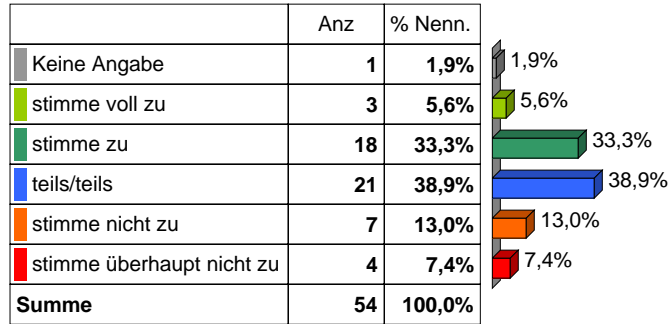 Anz % Nenn.
Keine Angabe 1 1,9% 1,9%
stimme voll zu 3 5,6% 5,6%
stimme zu 18 33,3% 33,3%
teils/teils 21 38,9% 38,9%
stimme nicht zu 7 13,0% 13,0%
stimme überhaupt nicht zu 4 7,4% 7,4%
Summe 54 100,0%